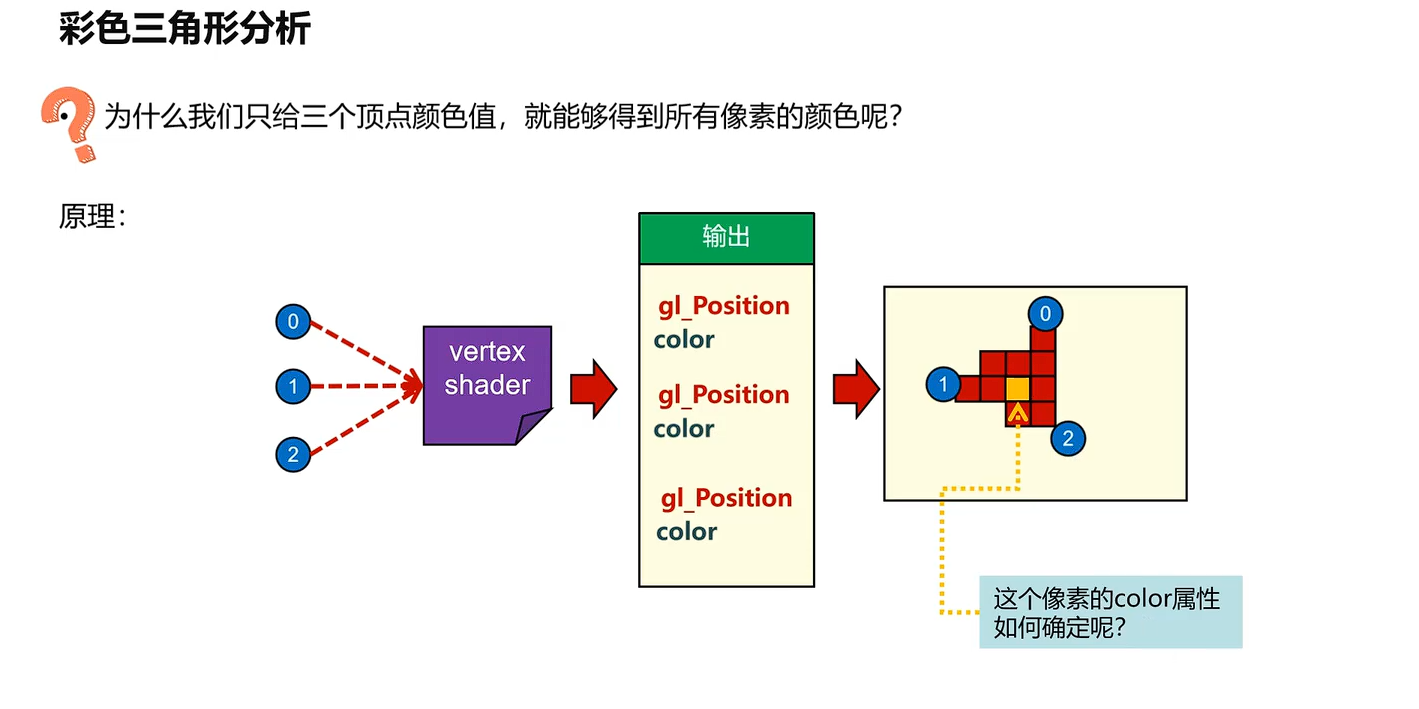 彩色三角形分析
为什么我们只给三个顶点颜色值，就能够得到所有像素的颜色呢？
原理：
0
1
2
vertex
shader
输出
gl_Position
color
gl_Position
color
gl_Position
color
0
1
2
这个像素的color属性
如何确定呢？